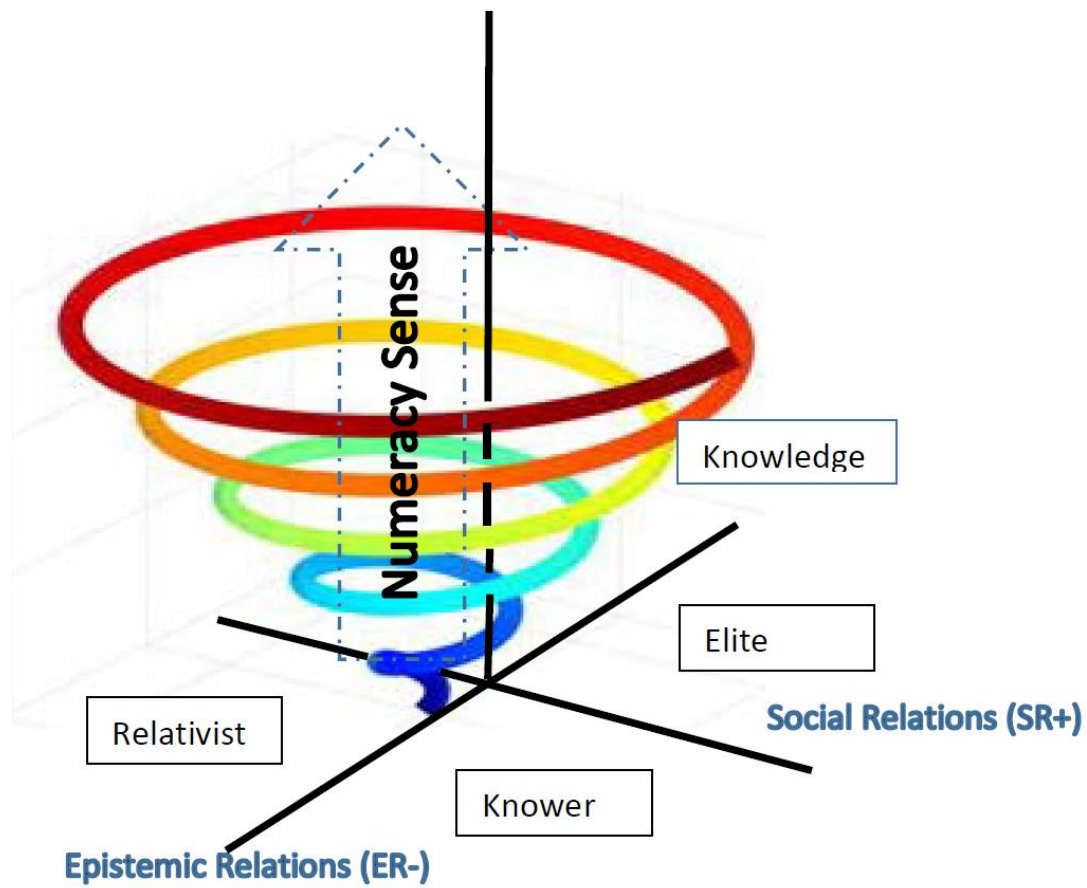 Numeracy Sense
Knowledge
Elite
Social Relations (SR+)
Relativist
Knower
Epistemic Relations (ER-)